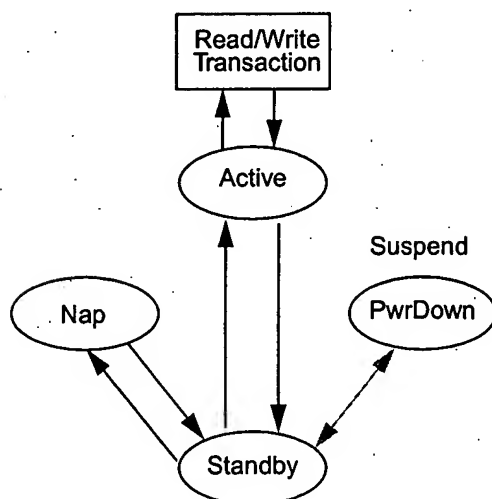 Read/Write
Transaction
Active
Suspend
Nap
PwrDown
Standby